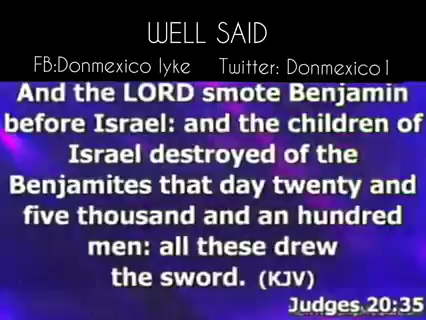 WELL SAID
FB:Donmexico Iyke Twitter: Donmexico1
And the LORD smote Benjamin
before Israel: and the children of
Israel destroyed of the
Benjamites that day twenty and
five thousand and an hundred
men: all these drew
the sword. (KJV)
Judges 20:35